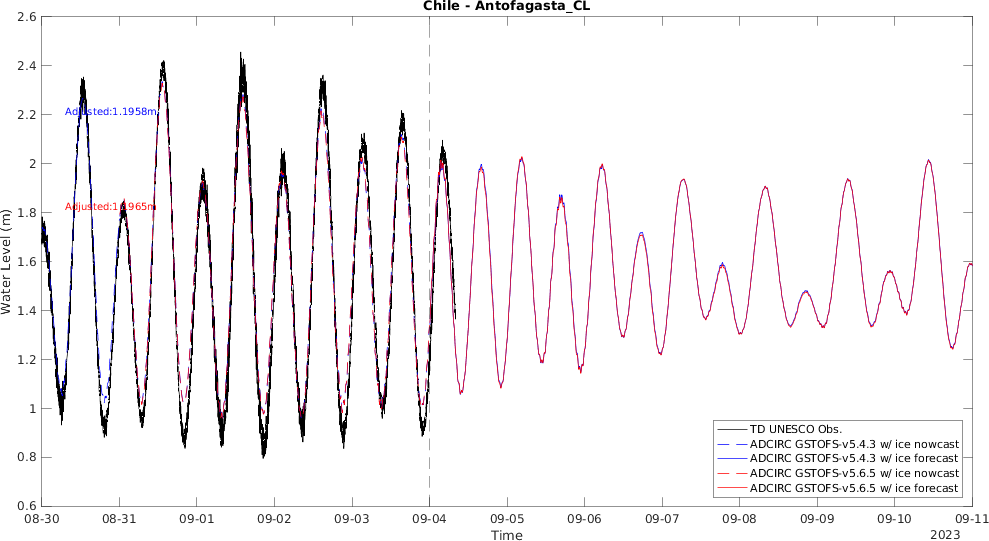 Chile - Antofagasta_CL
2.6
2.4
2.2
2
1.8
1.6
1.4
1.2
1
0.8
0.6
Water Level (m)
Adjusted:1.1958m
Adjusted:1.1965m
TD UNESCO Obs.
ADCIRC GSTOFS-v5.4.3 w/ ice nowcast
ADCIRC GSTOFS-v5.4.3 w/ ice forecast
ADCIRC GSTOFS-v5.6.5 w/ ice nowcast
ADCIRC GSTOFS-v5.6.5 w/ ice forecast
08-30 08-31 09-01 09-02 09-03 09-04 09-05 09-06 09-07 09-08 09-09 09-10 09-11
Time
2023